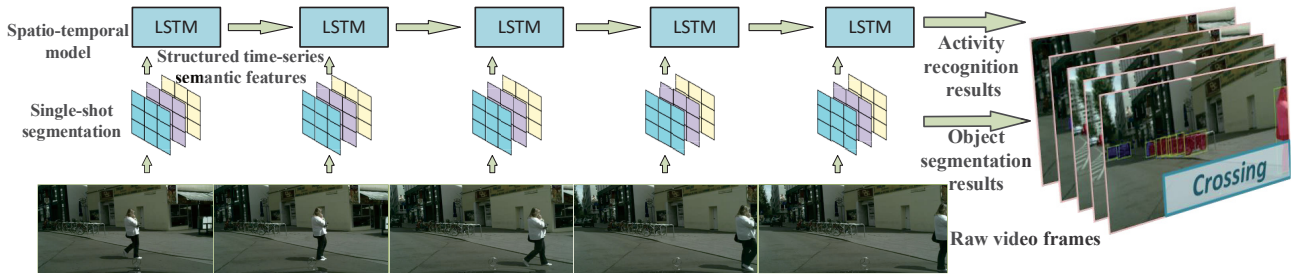 LSTM
LSTM
LSTM
LSTM
LSTM
Spatio-temporal
model
Structured time-series
semantic features
Activity
recognition
results
Single-shot
segmentation
Object
segmentation
results
Crossing
Raw video frames